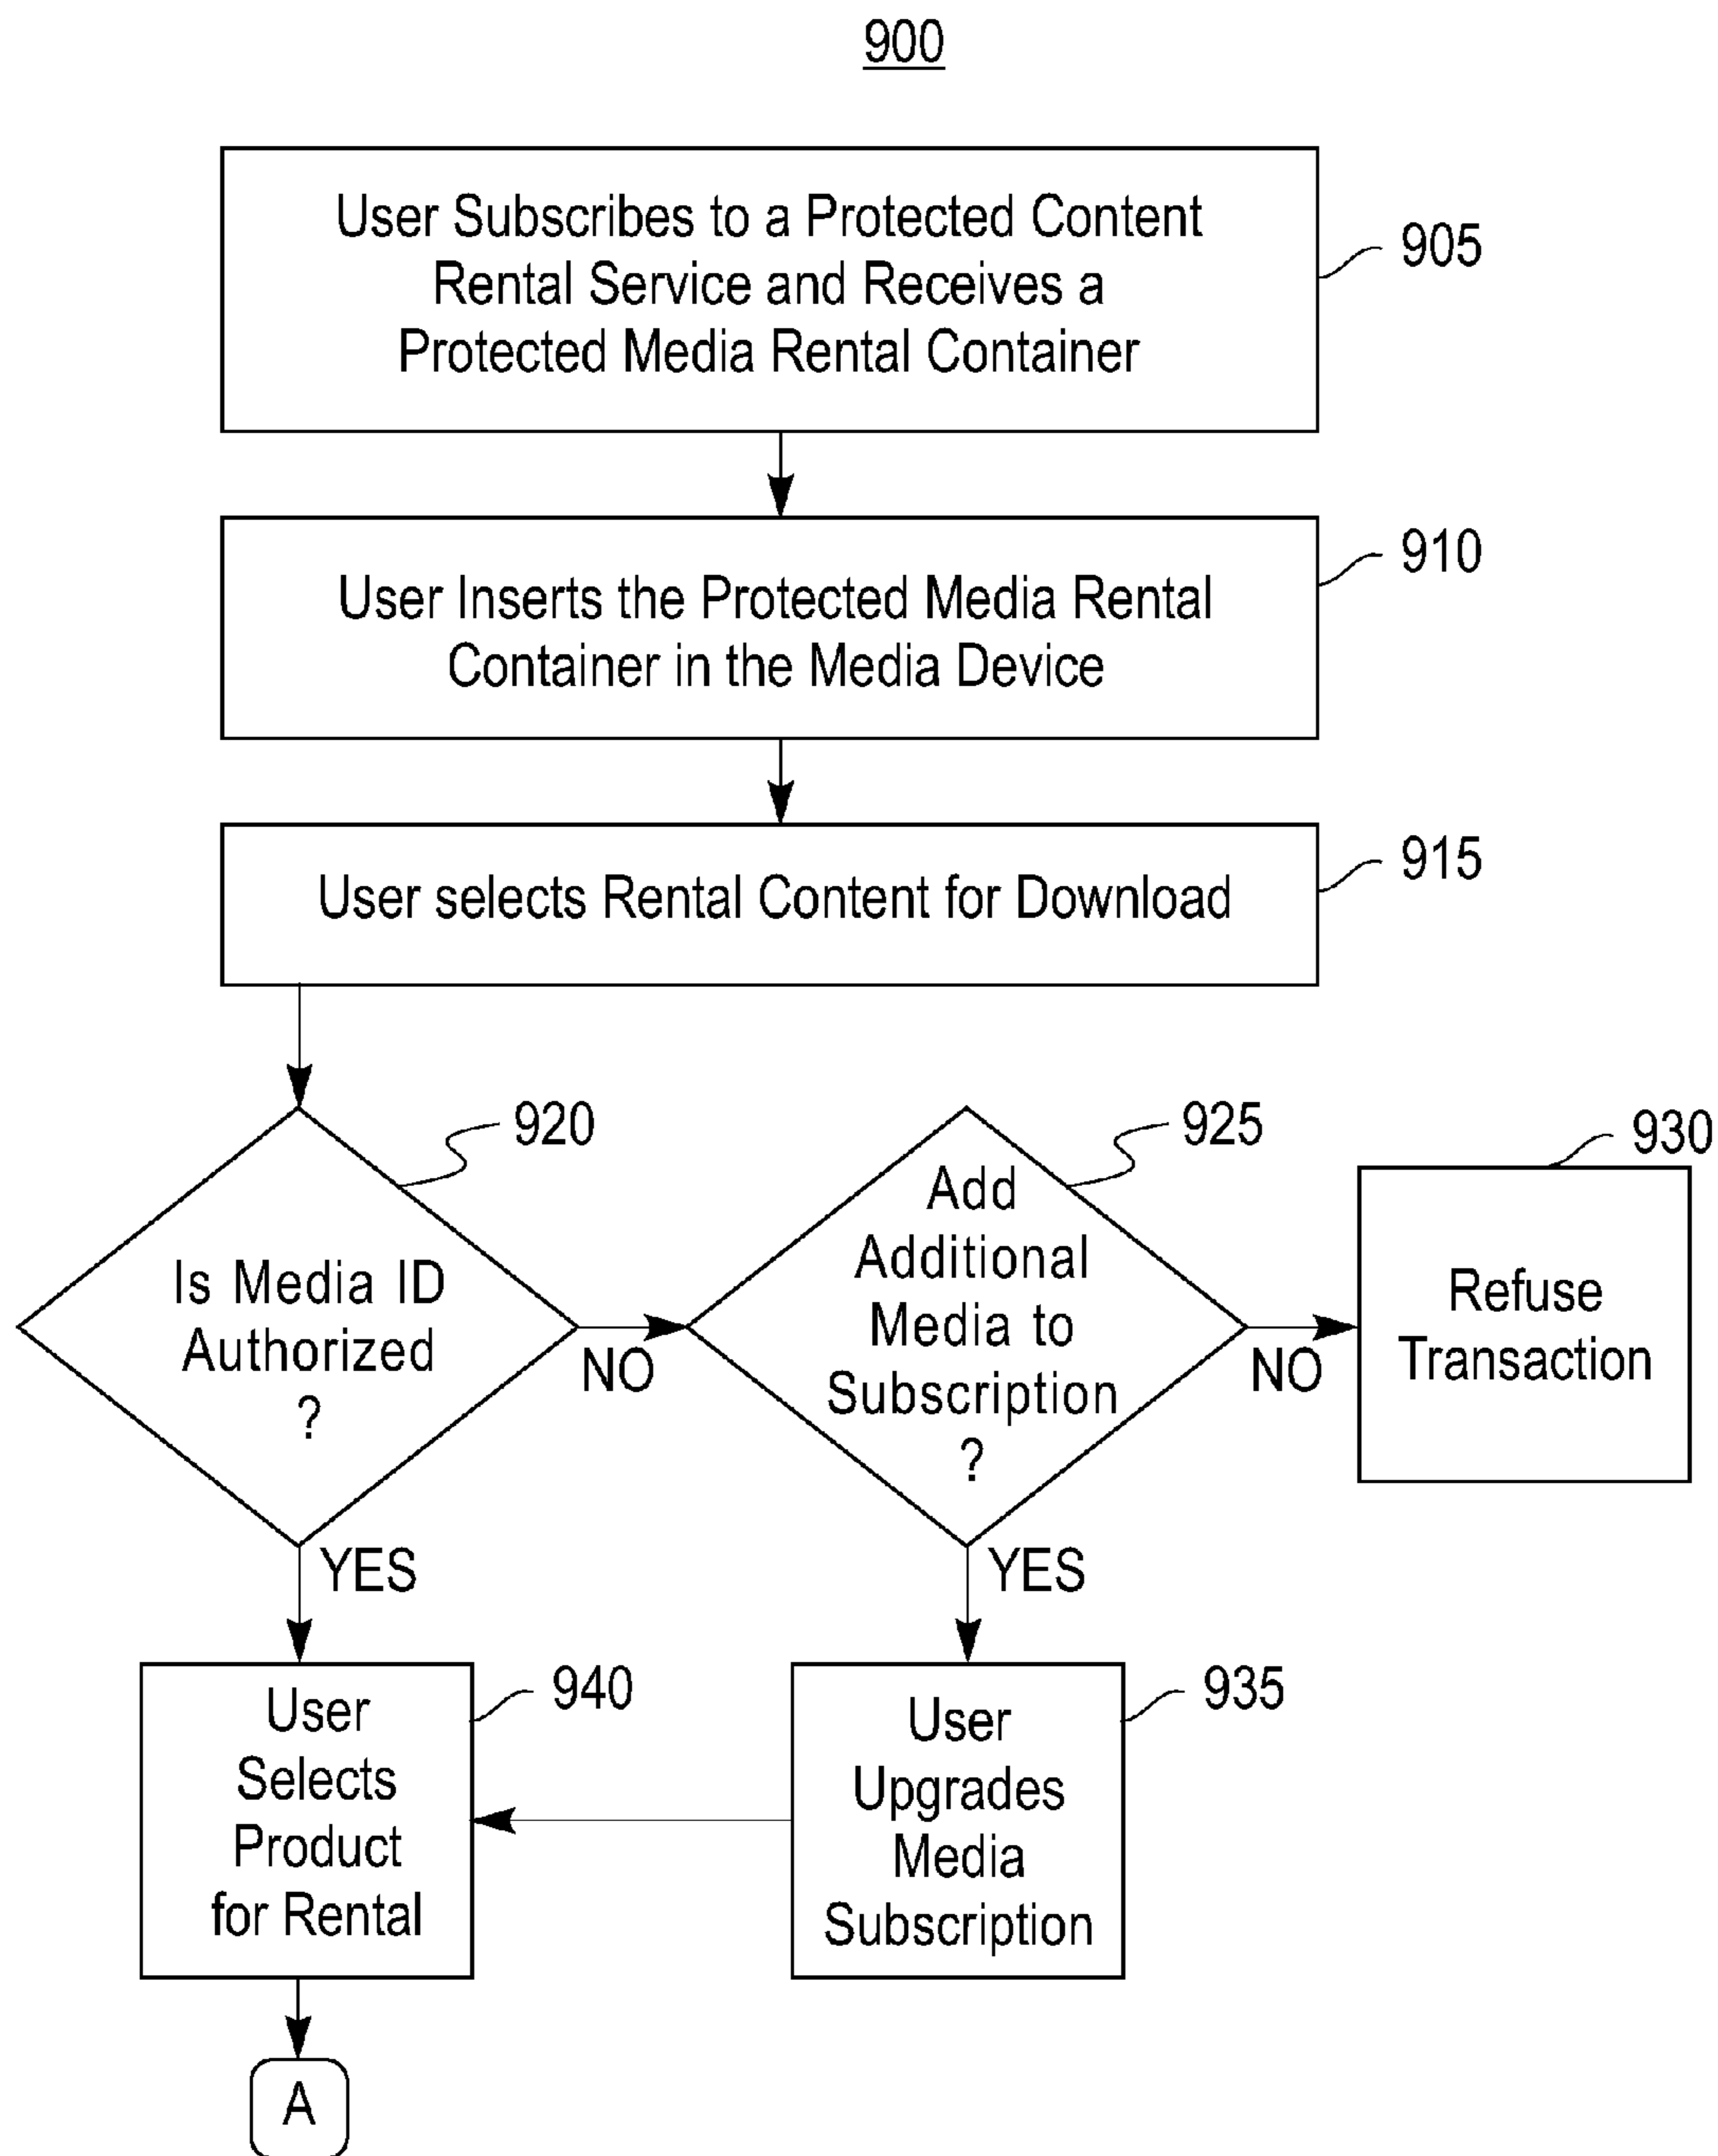 900
User Subscribes to a Protected Content
Rental Service and Receives a
Protected Media Rental Container
905
User Inserts the Protected Media Rental
Container in the Media Device
910
User selects Rental Content for Download
915
Is Media ID
Authorized
?
920
NO
YES
Add
Additional
Media to
Subscription
?
925
NO
YES
Refuse
Transaction
930
User
Selects
Product
for Rental
940
User
Upgrades
Media
Subscription
935
A